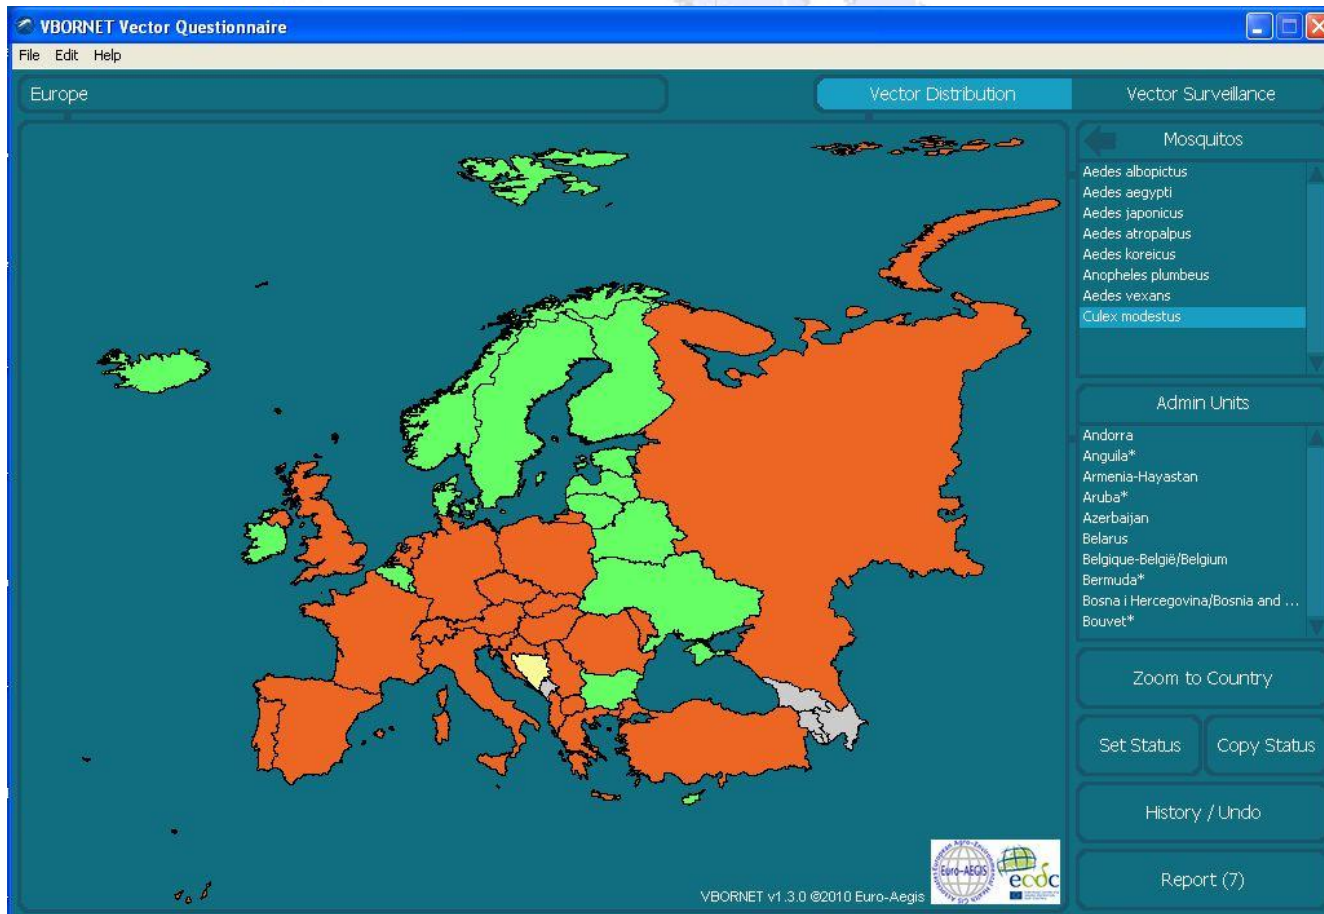 VBORNET Vector Questionnaire
File Edit Help
Europe
Vector Distribution
Vector Surveillance
Mosquitos
Aedes albopictus
Aedes aegypti
Aedes japonicus
Aedes atropalpus
Aedes koreicus
Anopheles plumbeus
Aedes vexans
Culex modestus
Admin Units
Andorra
Anguila*
Armenia-Hayastan
Aruba*
Azerbaijan
Belarus
Belgique-België/Belgium
Bermuda*
Bosna i Hercegovina/Bosnia and ...
Bouvet*
Zoom to Country
Set Status
Copy Status
History / Undo
Report (7)
VBORNET v1.3.0 ©2010 Euro-Aegis
Euro-AEGIS
ecdc